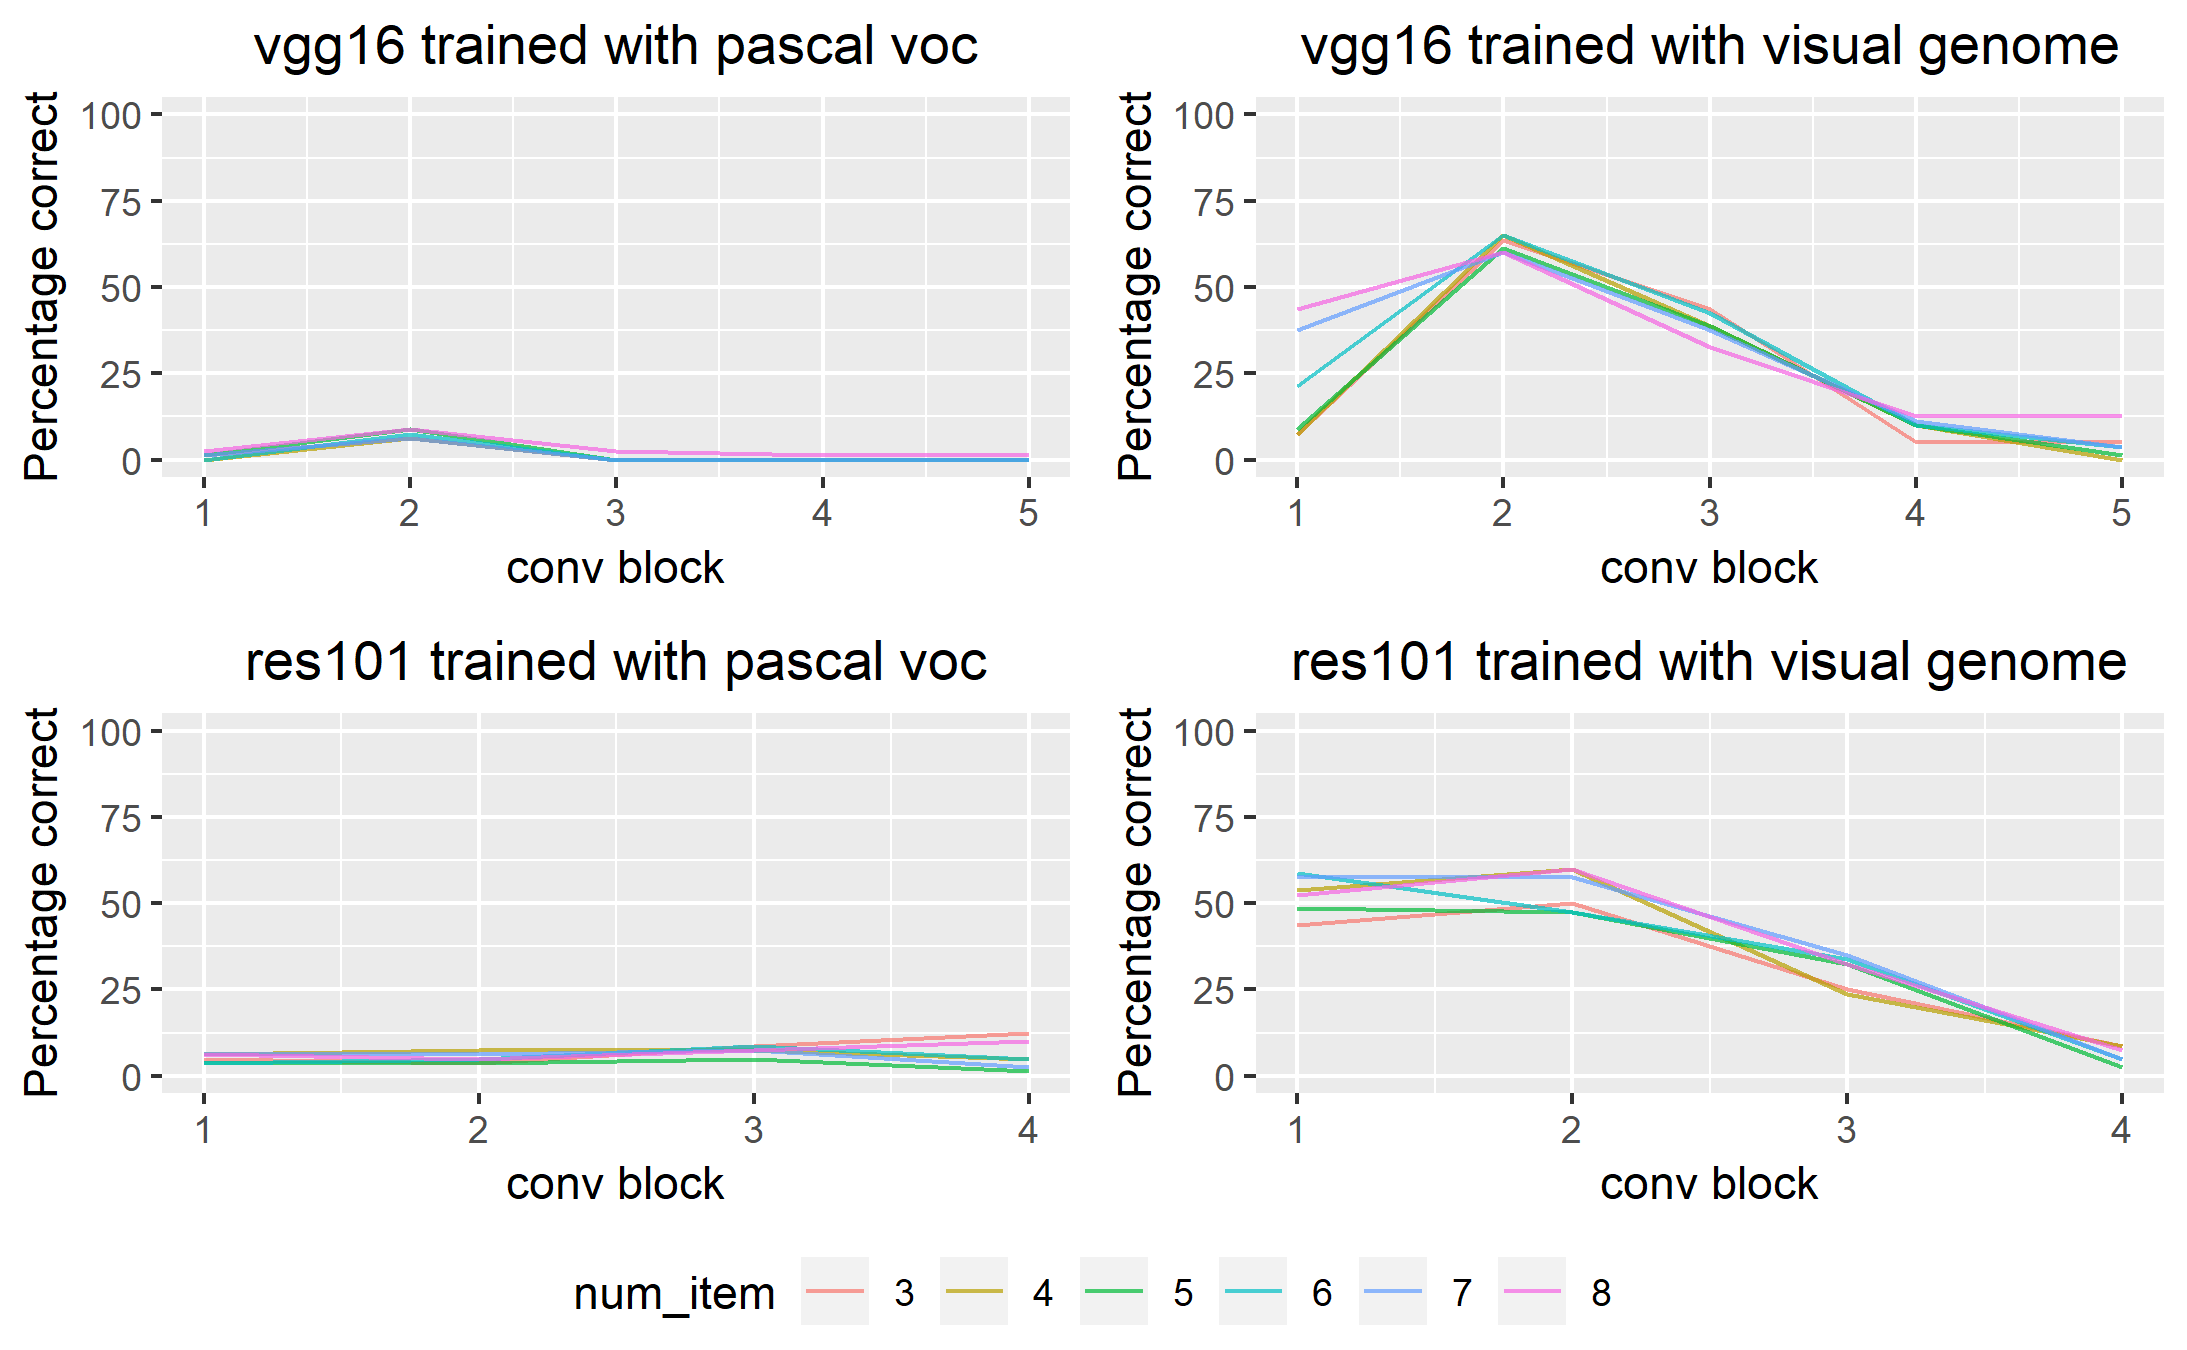 vgg16 trained with pascal voc
Percentage correct
100
75
50
25
0
1 2 3 4 5
conv block
vgg16 trained with visual genome
Percentage correct
100
75
50
25
0
1 2 3 4 5
conv block
res101 trained with pascal voc
Percentage correct
100
75
50
25
0
1 2 3 4
conv block
res101 trained with visual genome
Percentage correct
100
75
50
25
0
1 2 3 4
conv block
num_item 3 4 5 6 7 8